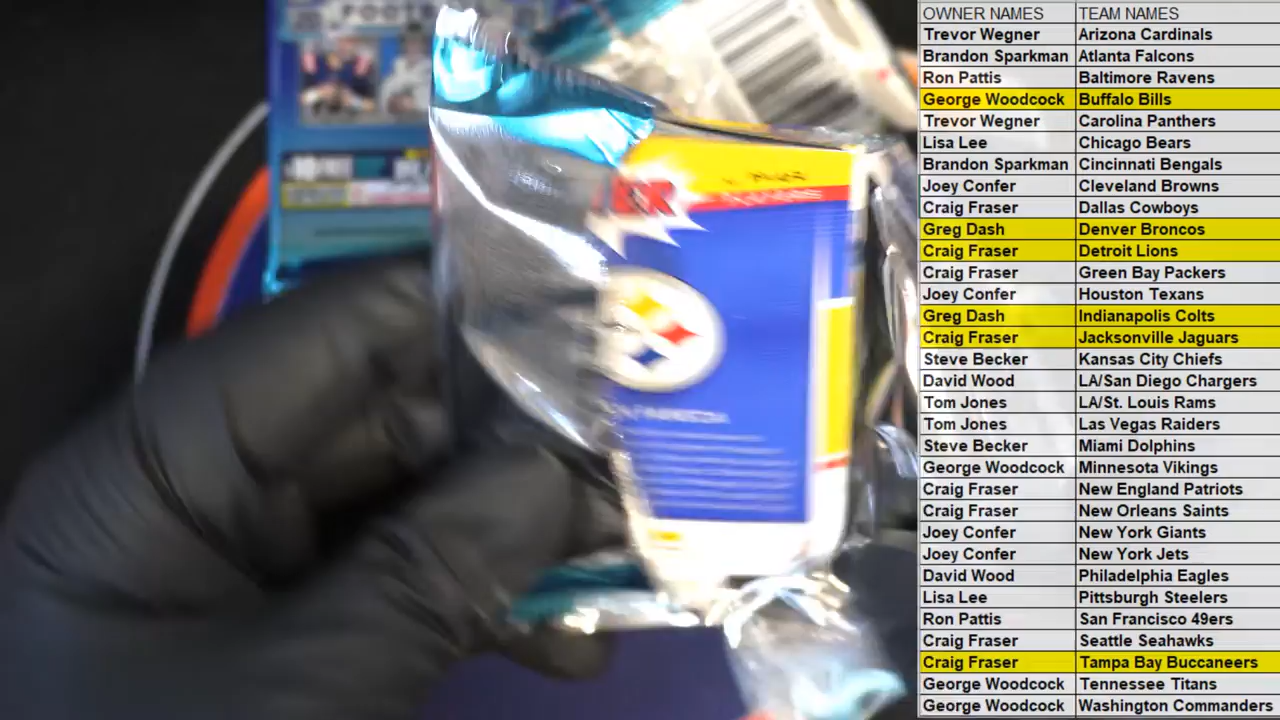 OWNER NAMES TEAM NAMES
Trevor Wegner Arizona Cardinals
Brandon Sparkman Atlanta Falcons
Ron Pattis Baltimore Ravens
George Woodcock Buffalo Bills
Trevor Wegner Carolina Panthers
Lisa Lee Chicago Bears
Brandon Sparkman Cincinnati Bengals
Joey Confer Cleveland Browns
Craig Fraser Dallas Cowboys
Greg Dash Denver Broncos
Craig Fraser Detroit Lions
Craig Fraser Green Bay Packers
Joey Confer Houston Texans
Greg Dash Indianapolis Colts
Craig Fraser Jacksonville Jaguars
Steve Becker Kansas City Chiefs
David Wood LA/San Diego Chargers
Tom Jones LA/St. Louis Rams
Tom Jones Las Vegas Raiders
Steve Becker Miami Dolphins
George Woodcock Minnesota Vikings
Craig Fraser New England Patriots
Craig Fraser New Orleans Saints
Joey Confer New York Giants
Joey Confer New York Jets
David Wood Philadelphia Eagles
Lisa Lee Pittsburgh Steelers
Ron Pattis San Francisco 49ers
Craig Fraser Seattle Seahawks
Craig Fraser Tampa Bay Buccaneers
George Woodcock Tennessee Titans
George Woodcock Washington Commanders